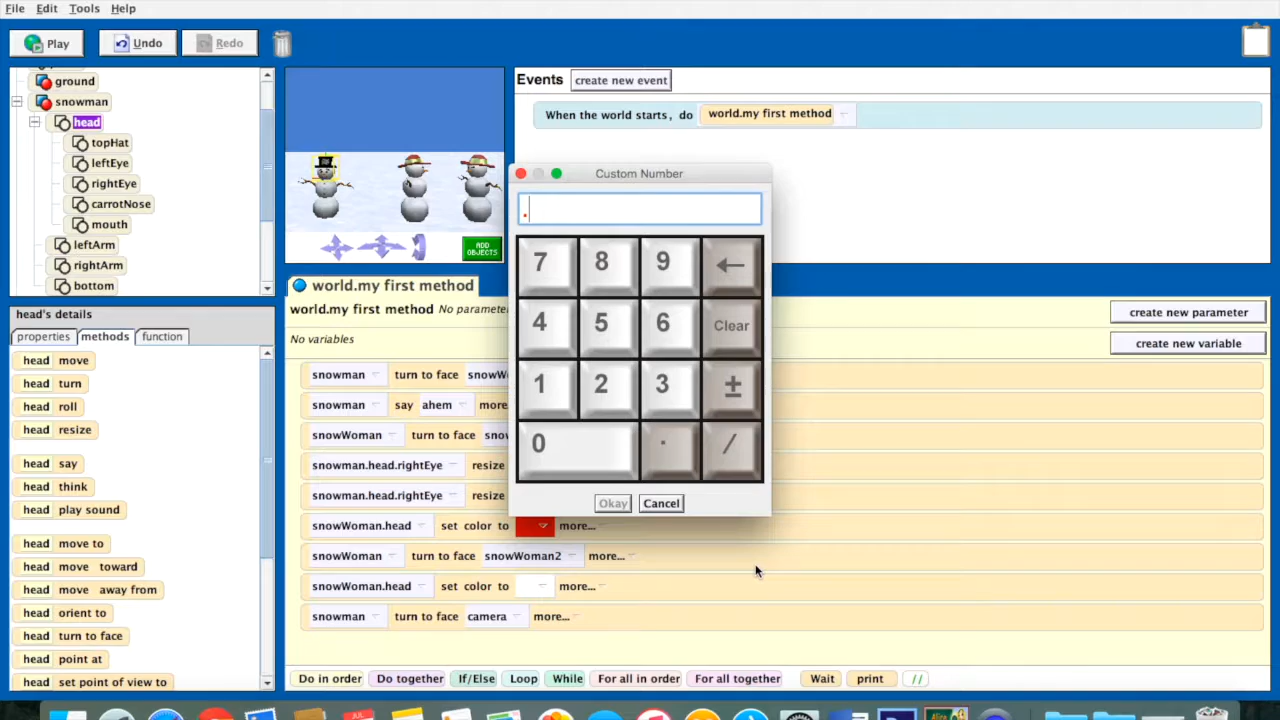 File Edit Tools Help
Play Undo Redo
ground
snowman
head
topHat
leftEye
rightEye
carrotNose
mouth
leftArm
rightArm
bottom
ADD OBJECTS
Events create new event
When the world starts, do world.my first method
Custom Number
.
7 8 9 ←
4 5 6 Clear
1 2 3 ±
0 . /
Okay Cancel
head's details
properties methods function
head move
head turn
head roll
head resize
head say
head think
head play sound
head move to
head move toward
head move away from
head orient to
head turn to face
head point at
head set point of view to
world.my first method
world.my first method No parameter
create new parameter
No variables
create new variable
snowman turn to face snowW
snowman say ahem more
snowWoman turn to face snow
snowman.head.rightEye resize
snowman.head.rightEye resize
snowWoman.head set color to more...
snowWoman turn to face snowWoman2 more...
snowWoman.head set color to more...
snowman turn to face camera more...
Do in order Do together If/Else Loop While For all in order For all together Wait print //